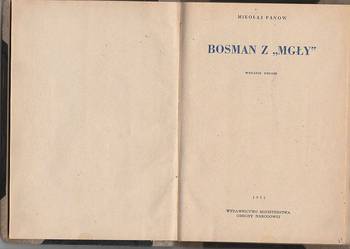 MIKOŁAJ PANOW
BOSMAN Z „MGŁY”
WYDANIE DRUGIE
WYDAWNICTWO MINISTERSTWA
OBRONY NARODOWEJ